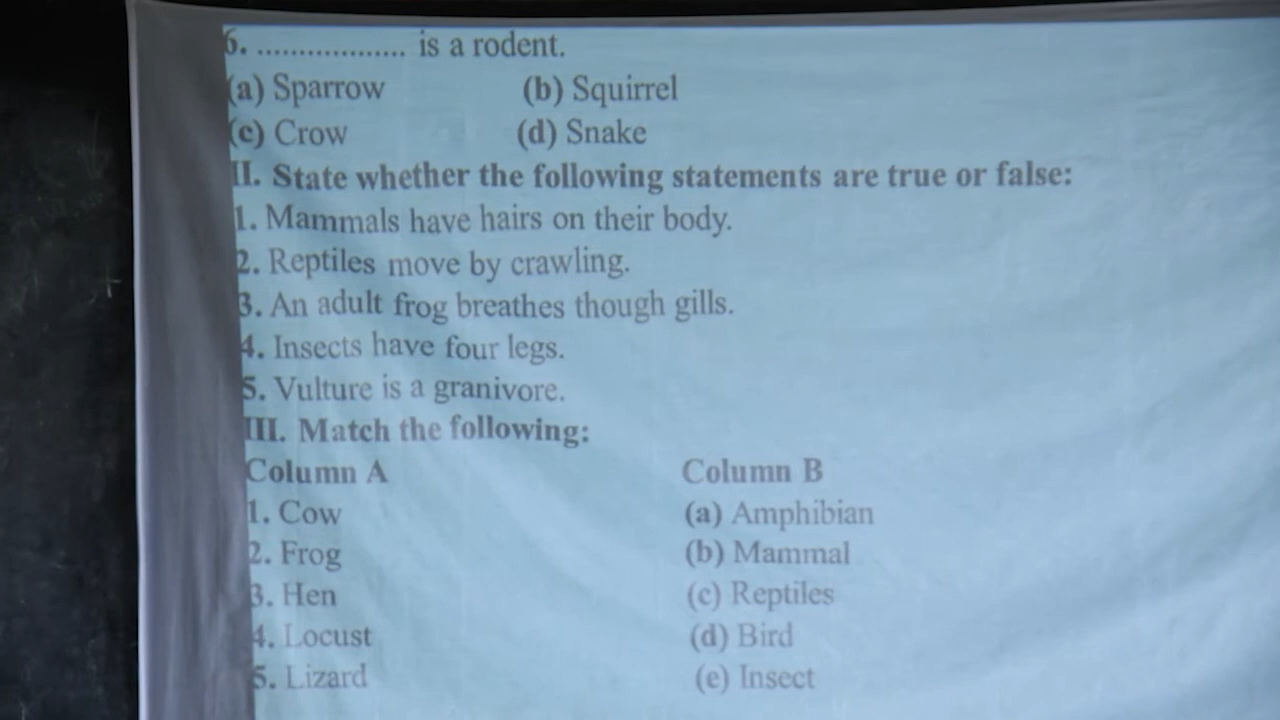 6. .................. is a rodent.
(a) Sparrow (b) Squirrel
(c) Crow (d) Snake
II. State whether the following statements are true or false:
1. Mammals have hairs on their body.
2. Reptiles move by crawling.
3. An adult frog breathes though gills.
4. Insects have four legs.
5. Vulture is a granivore.
III. Match the following:
Column A Column B
1. Cow (a) Amphibian
2. Frog (b) Mammal
3. Hen (c) Reptiles
4. Locust (d) Bird
5. Lizard (e) Insect